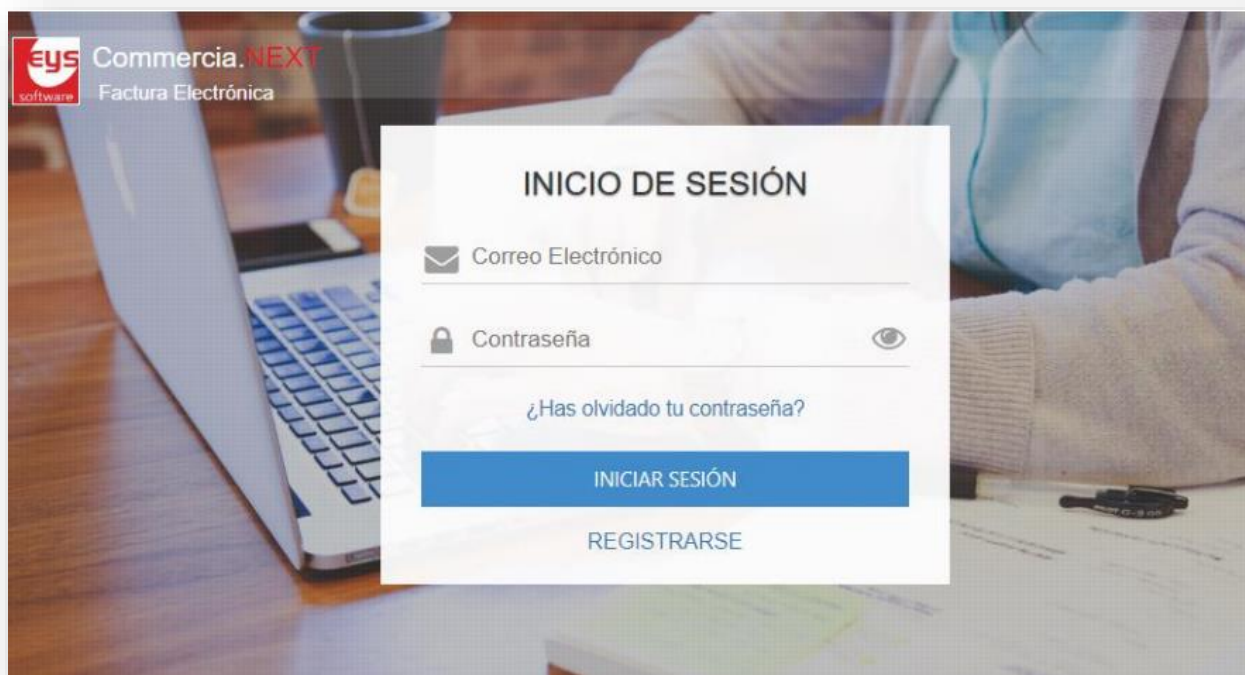 eys
software
Commercia.NEXT
Factura Electrónica
INICIO DE SESIÓN
Correo Electrónico
Contraseña
¿Has olvidado tu contraseña?
INICIAR SESIÓN
REGISTRARSE